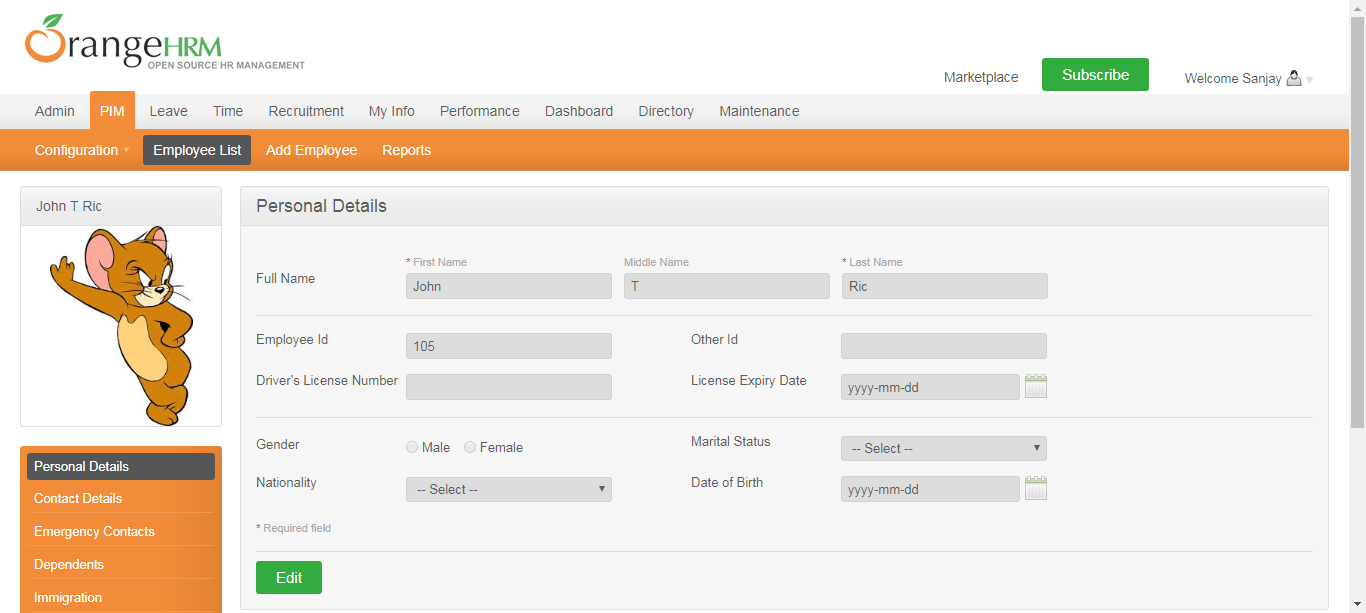 OrangeHRM
OPEN SOURCE HR MANAGEMENT
Marketplace Subscribe Welcome Sanjay
Admin PIM Leave Time Recruitment My Info Performance Dashboard Directory Maintenance
Configuration Employee List Add Employee Reports
John T Ric
Personal Details
* First Name Middle Name * Last Name
Full Name
John T Ric
Employee Id 105 Other Id
Driver's License Number License Expiry Date yyyy-mm-dd
Gender Male Female Marital Status -- Select --
Nationality -- Select -- Date of Birth yyyy-mm-dd
* Required field
Edit
Personal Details
Contact Details
Emergency Contacts
Dependents
Immigration